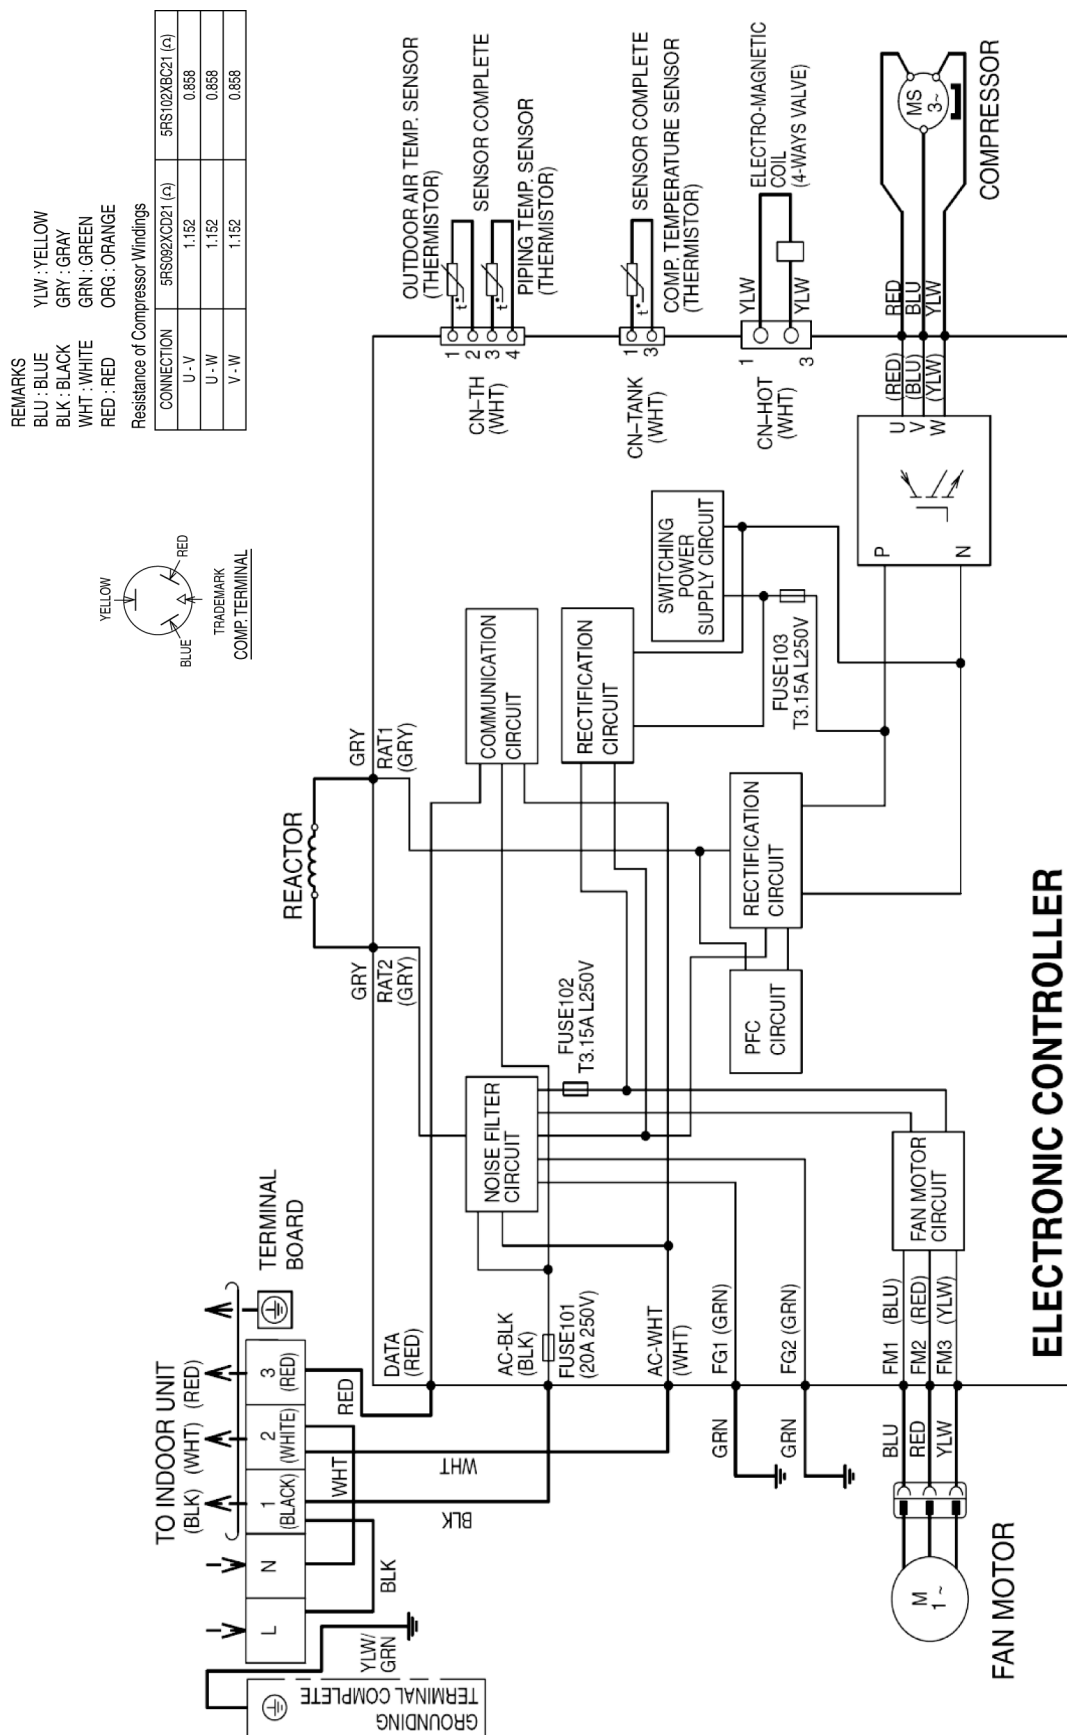 REMARKS
BLU : BLUE YLW : YELLOW
BLK : BLACK GRY : GRAY
WHT : WHITE GRN : GREEN
RED : RED ORG : ORANGE
Resistance of Compressor Windings
CONNECTION 5RS092XCD21 (Ω) 5RS102XBC21 (Ω)
U - V 1.152 0.858
U - W 1.152 0.858
V - W 1.152 0.858
YELLOW
BLUE
RED
TRADEMARK
COMP. TERMINAL
REACTOR
GRY
GRY
RAT2
(GRY)
RAT1
(GRY)
TO INDOOR UNIT
(BLK) (WHT) (RED)
TERMINAL
BOARD
L
N
1
(BLACK)
2
(WHITE)
3
(RED)
GROUNDING
TERMINAL COMPLETE
YLW/
GRN
BLK
WHT
RED
BLK
WHT
DATA
(RED)
AC-BLK
(BLK)
FUSE101
(20A 250V)
AC-WHT
(WHT)
GRN
FG1 (GRN)
GRN
FG2 (GRN)
NOISE FILTER
CIRCUIT
FUSE102
T3.15A L250V
COMMUNICATION
CIRCUIT
RECTIFICATION
CIRCUIT
SWITCHING
POWER
SUPPLY CIRCUIT
FUSE103
T3.15A L250V
PFC
CIRCUIT
RECTIFICATION
CIRCUIT
P
N
U
V
W
(RED)
(BLU)
(YLW)
RED
BLU
YLW
MS
3~
COMPRESSOR
OUTDOOR AIR TEMP. SENSOR
(THERMISTOR)
SENSOR COMPLETE
PIPING TEMP. SENSOR
(THERMISTOR)
t°
t°
1
2
3
4
CN–TH
(WHT)
SENSOR COMPLETE
COMP. TEMPERATURE SENSOR
(THERMISTOR)
t°
1
3
CN–TANK
(WHT)
ELECTRO-MAGNETIC
COIL
(4-WAYS VALVE)
YLW
YLW
1
3
CN–HOT
(WHT)
FAN MOTOR
CIRCUIT
BLU FM1 (BLU)
RED FM2 (RED)
YLW FM3 (YLW)
M
1 ~
FAN MOTOR
ELECTRONIC CONTROLLER